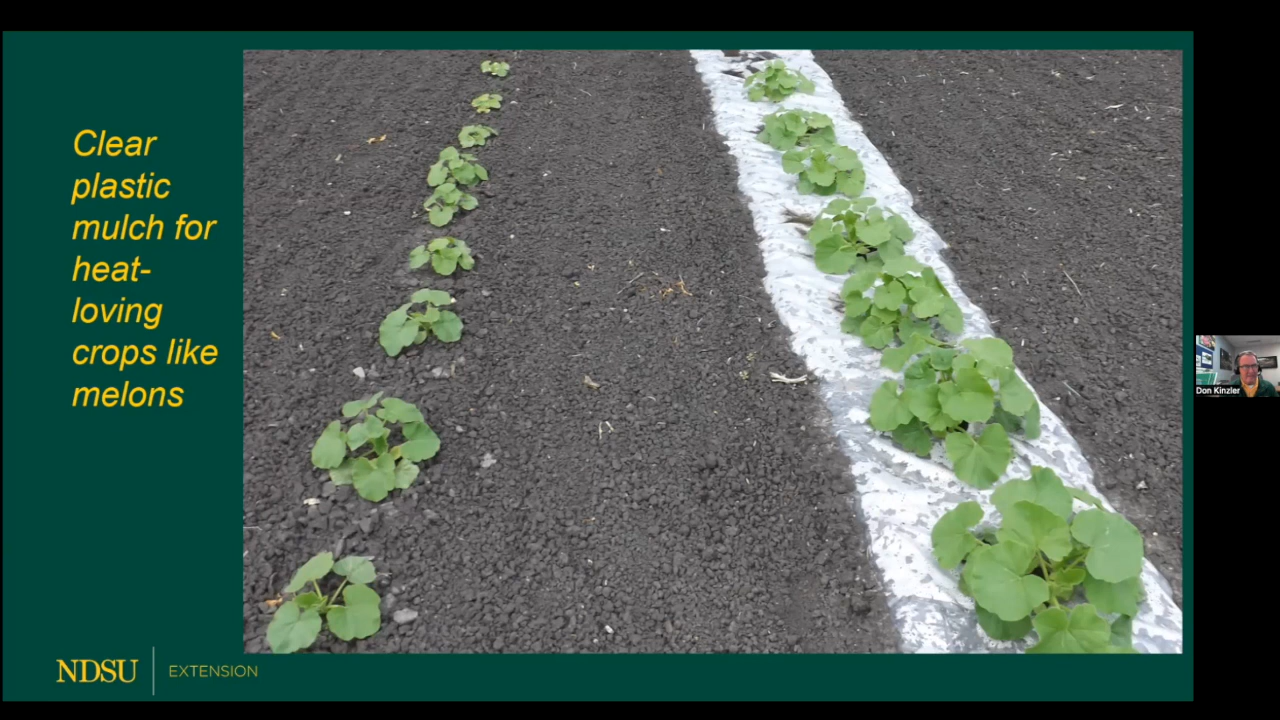 Clear
plastic
mulch for
heat-
loving
crops like
melons
NDSU EXTENSION
Don Kinzler